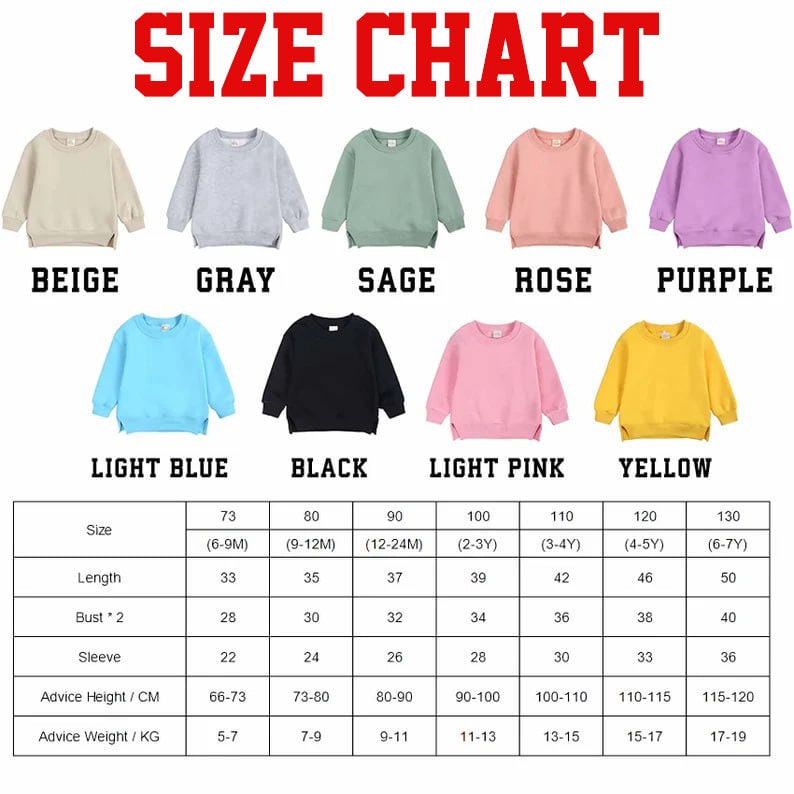 SIZE CHART
BEIGE GRAY SAGE ROSE PURPLE
LIGHT BLUE BLACK LIGHT PINK YELLOW
Size 73 80 90 100 110 120 130
(6-9M) (9-12M) (12-24M) (2-3Y) (3-4Y) (4-5Y) (6-7Y)
Length 33 35 37 39 42 46 50
Bust * 2 28 30 32 34 36 38 40
Sleeve 22 24 26 28 30 33 36
Advice Height / CM 66-73 73-80 80-90 90-100 100-110 110-115 115-120
Advice Weight / KG 5-7 7-9 9-11 11-13 13-15 15-17 17-19